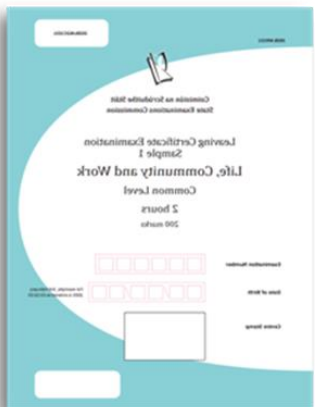 Coimisiún na Scrúduithe Stáit
State Examinations Commission
Leaving Certificate Examination
Sample 1
Life, Community and Work
Common Level
2 hours
200 marks
Examination Number
Date of Birth
Centre Stamp